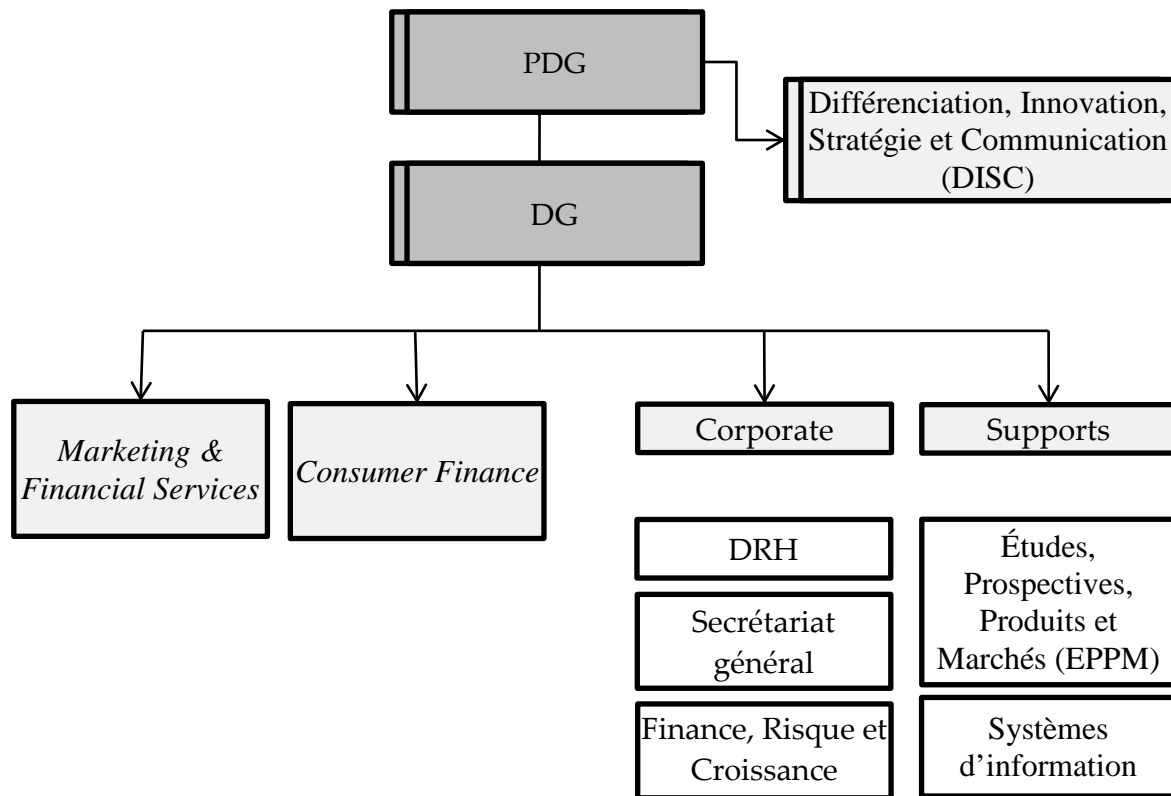 PDG
Différenciation, Innovation,
Stratégie et Communication
(DISC)
DG
Marketing &
Financial Services
Consumer Finance
Corporate
Supports
DRH
Secrétariat
général
Finance, Risque et
Croissance
Études,
Prospectives,
Produits et
Marchés (EPPM)
Systèmes
d’information